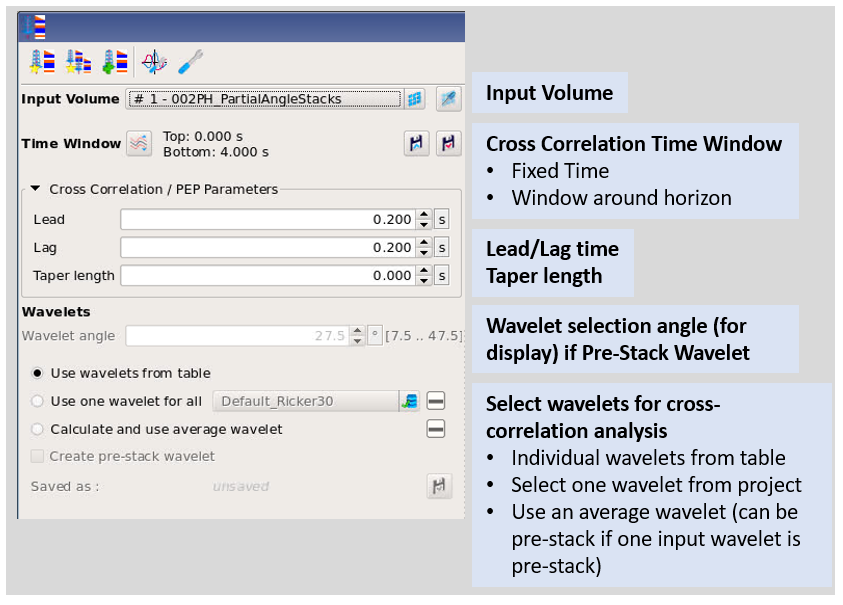 Input Volume # 1 - 002PH_PartialAngleStacks
Time Window Top: 0.000 s
Bottom: 4.000 s
Cross Correlation / PEP Parameters
Lead 0.200 s
Lag 0.200 s
Taper length 0.000 s
Wavelets
Wavelet angle 27.5 ° [7.5 .. 47.5]
Use wavelets from table
Use one wavelet for all Default_Ricker30
Calculate and use average wavelet
Create pre-stack wavelet
Saved as : unsaved
Input Volume
Cross Correlation Time Window
• Fixed Time
• Window around horizon
Lead/Lag time
Taper length
Wavelet selection angle (for
display) if Pre-Stack Wavelet
Select wavelets for cross-
correlation analysis
• Individual wavelets from table
• Select one wavelet from project
• Use an average wavelet (can be
pre-stack if one input wavelet is
pre-stack)